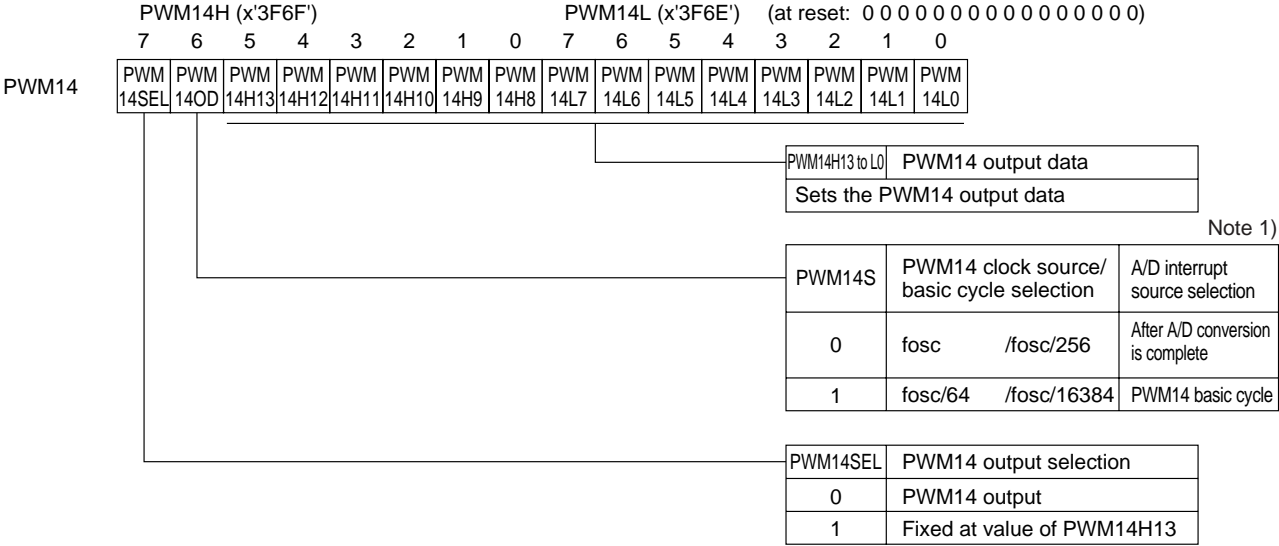 PWM14H (x'3F6F') PWM14L (x'3F6E') (at reset: 0 0 0 0 0 0 0 0 0 0 0 0 0 0 0 0)
7 6 5 4 3 2 1 0 7 6 5 4 3 2 1 0
PWM14
PWM PWM PWM PWM PWM PWM PWM PWM PWM PWM PWM PWM PWM PWM PWM PWM
14SEL 14OD 14H13 14H12 14H11 14H10 14H9 14H8 14L7 14L6 14L5 14L4 14L3 14L2 14L1 14L0
PWM14H13 to L0 PWM14 output data
Sets the PWM14 output data
Note 1)
PWM14S
PWM14 clock source/
basic cycle selection
A/D interrupt
source selection
0 fosc /fosc/256
After A/D conversion
is complete
1 fosc/64 /fosc/16384 PWM14 basic cycle
PWM14SEL PWM14 output selection
0 PWM14 output
1 Fixed at value of PWM14H13